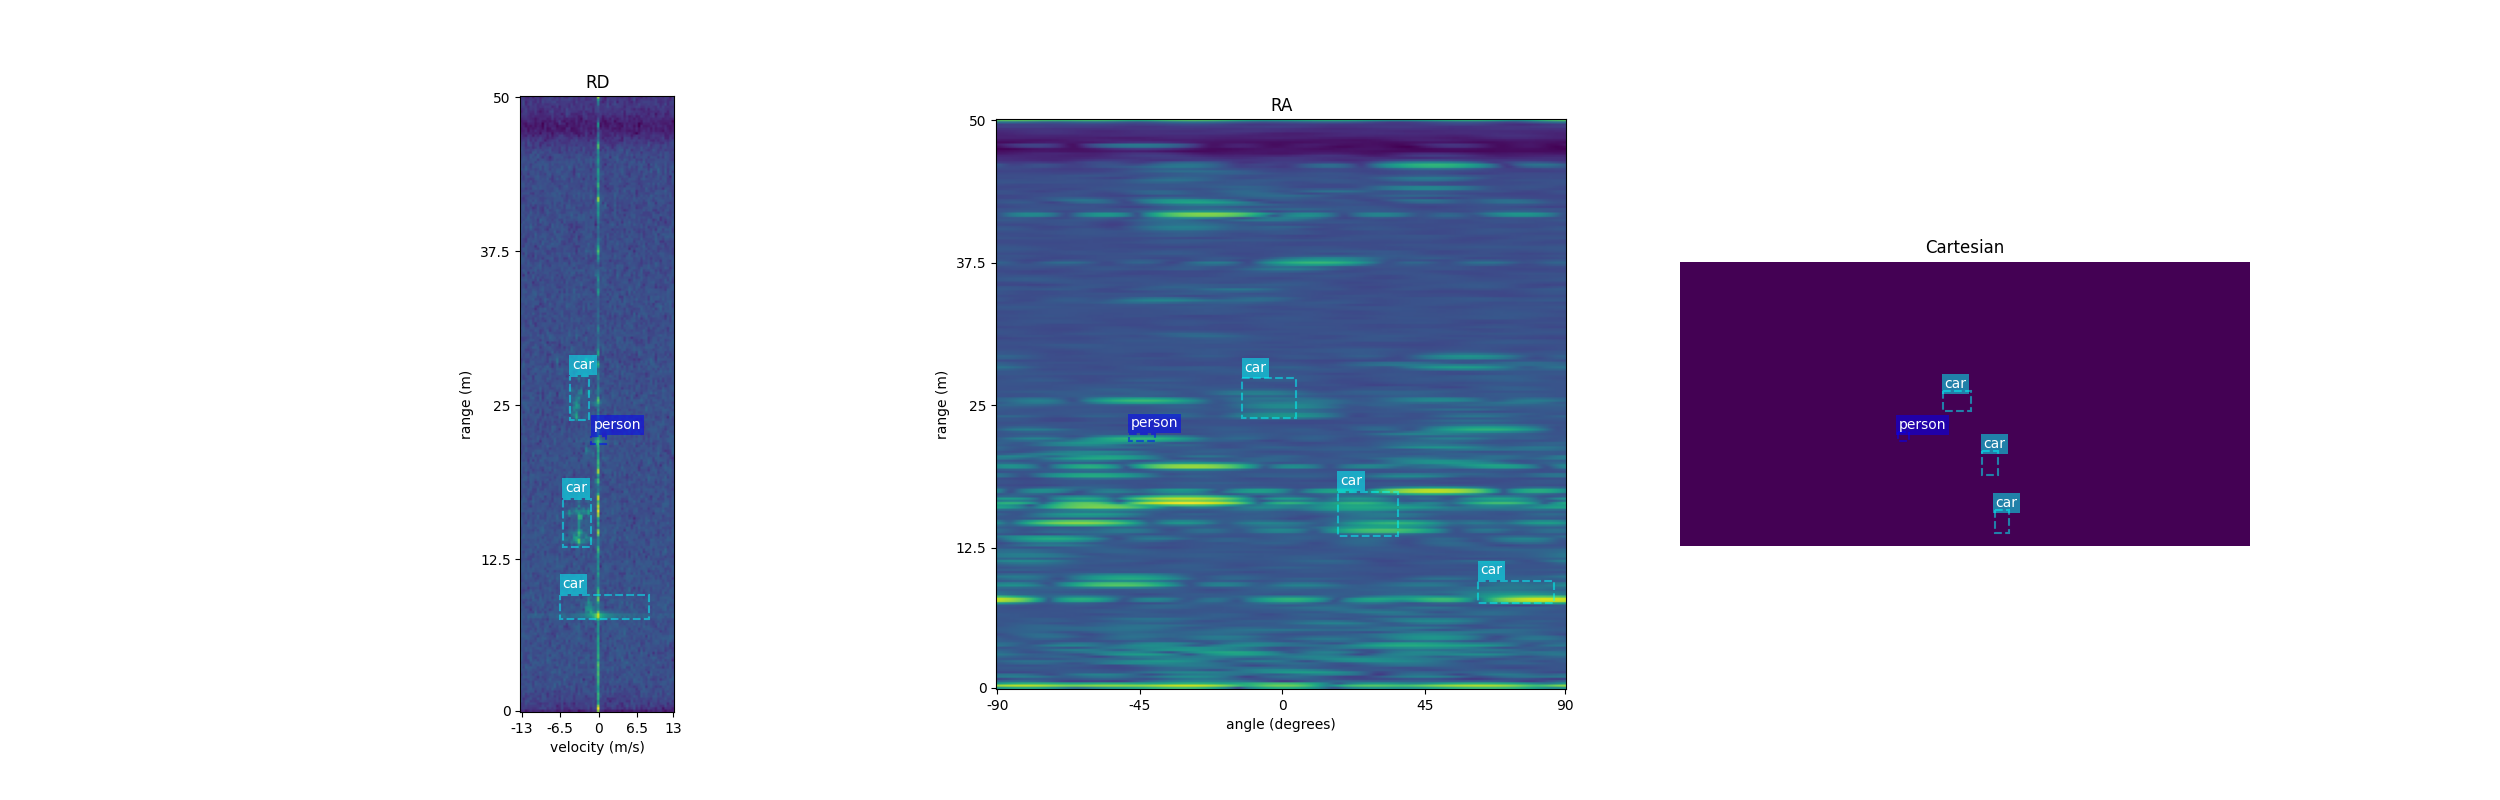 RD
50
37.5
25
12.5
0
range (m)
-13 -6.5 0 6.5 13
velocity (m/s)
car
person
car
car
RA
50
37.5
25
12.5
0
range (m)
-90 -45 0 45 90
angle (degrees)
car
person
car
car
Cartesian
car
person
car
car